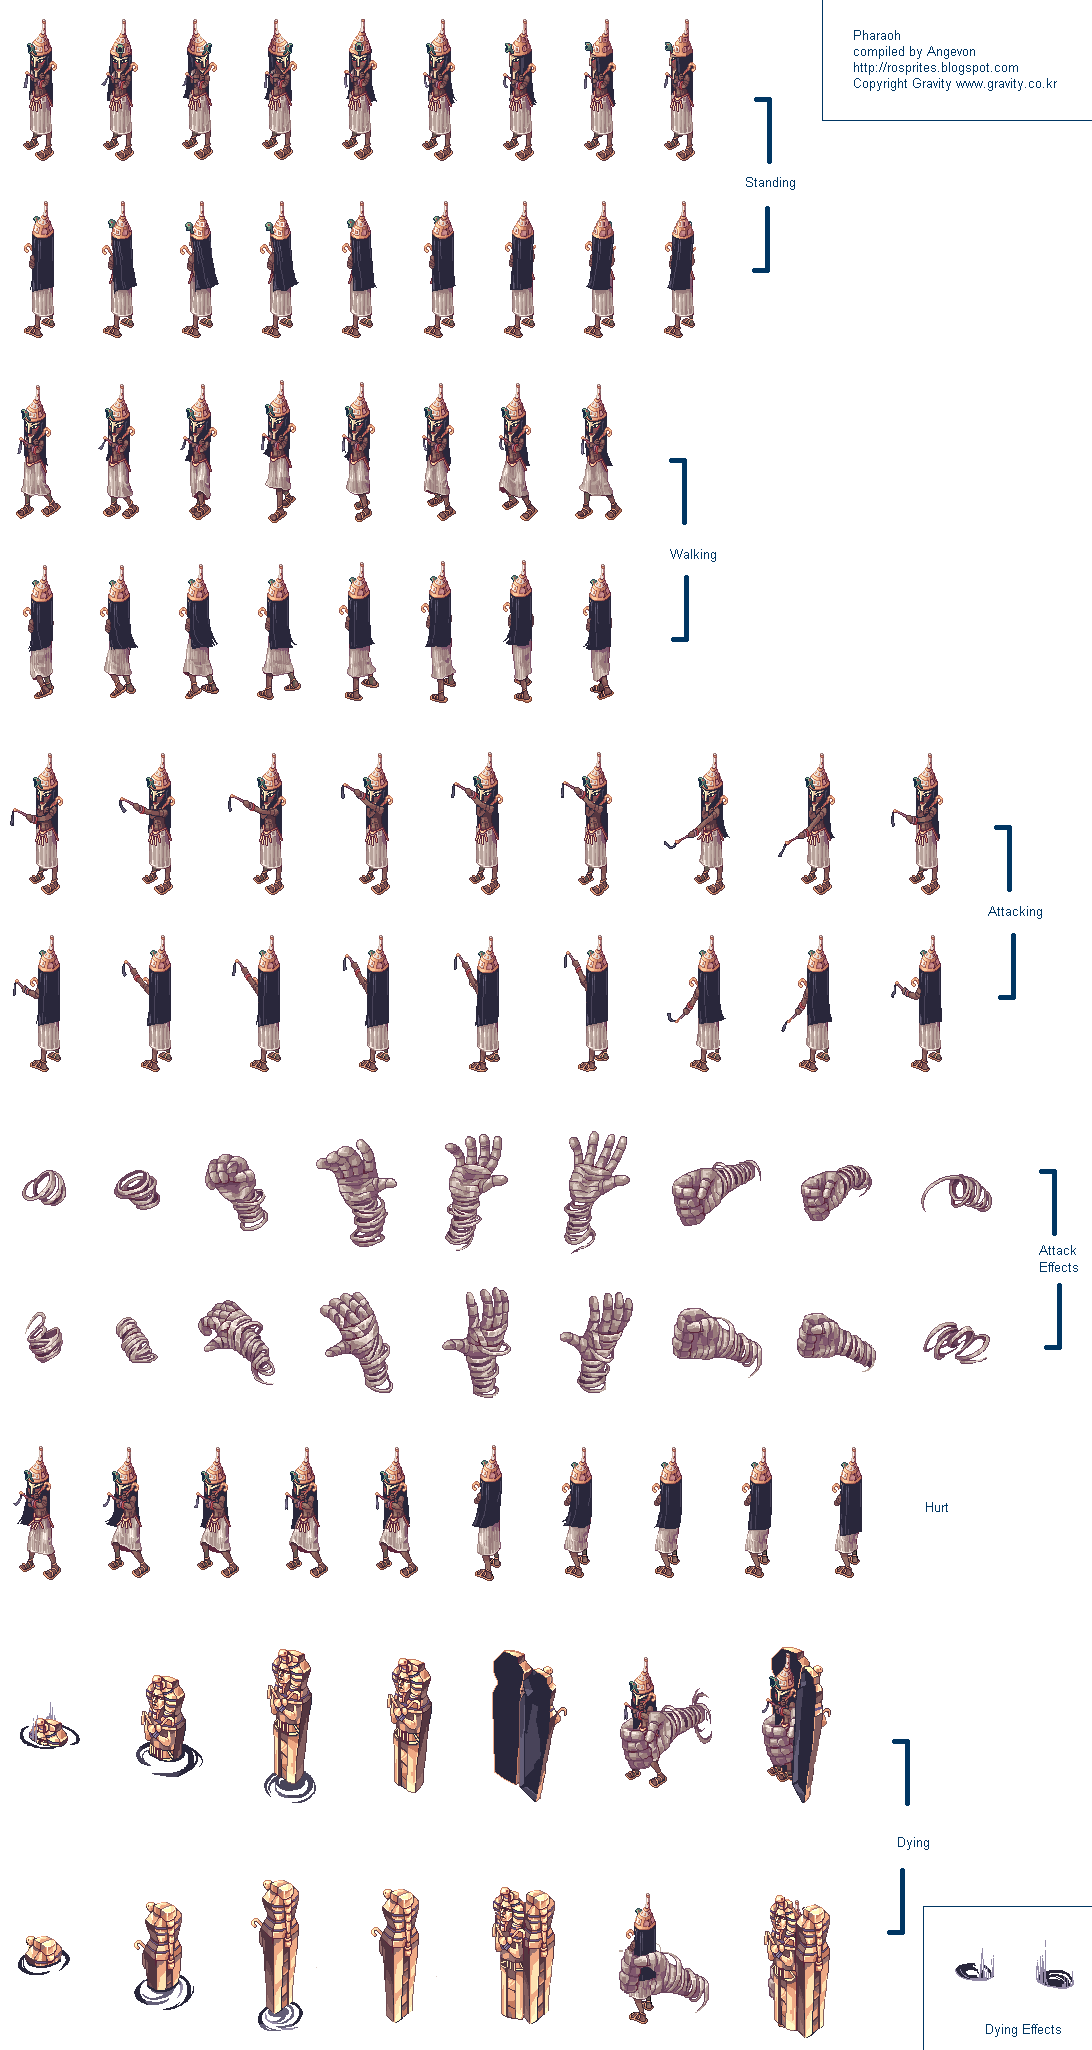 Pharaoh
compiled by Angevon
http://rosprites.blogspot.com
Copyright Gravity www.gravity.co.kr
Standing
Walking
Attacking
Attack
Effects
Hurt
Dying
Dying Effects